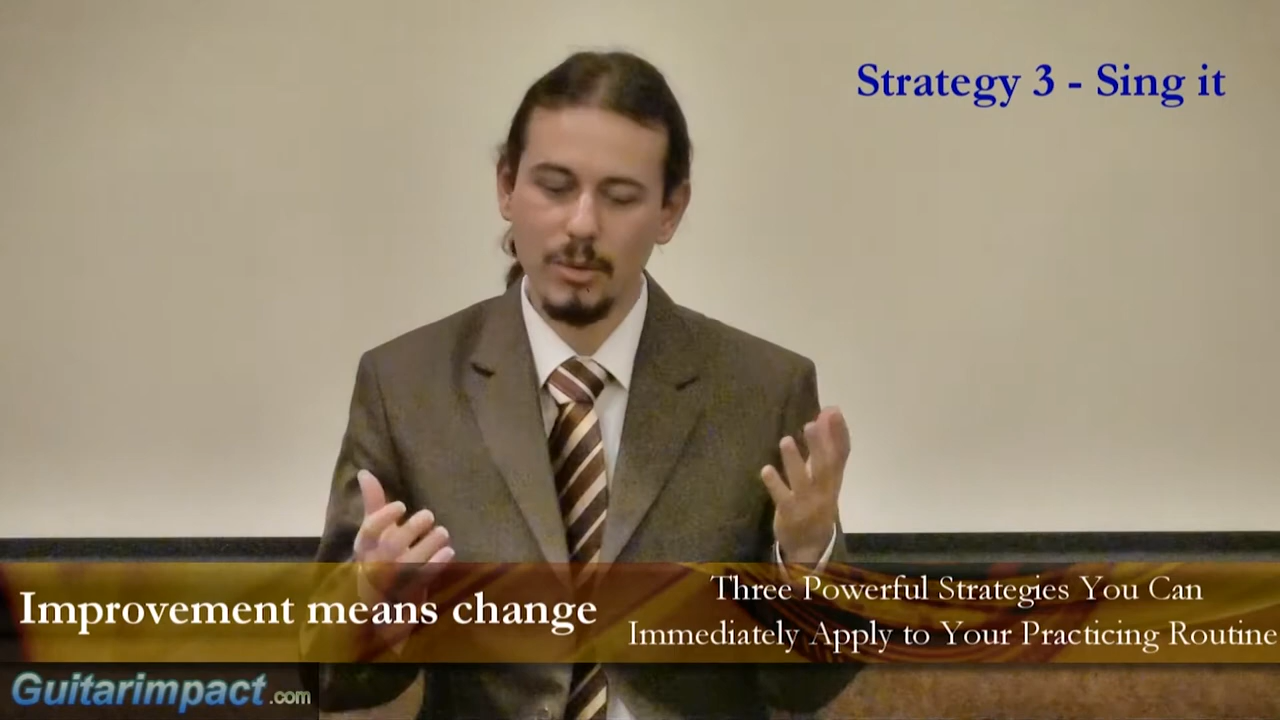 Strategy 3 - Sing it
Improvement means change
Three Powerful Strategies You Can
Immediately Apply to Your Practicing Routine
Guitarimpact.com